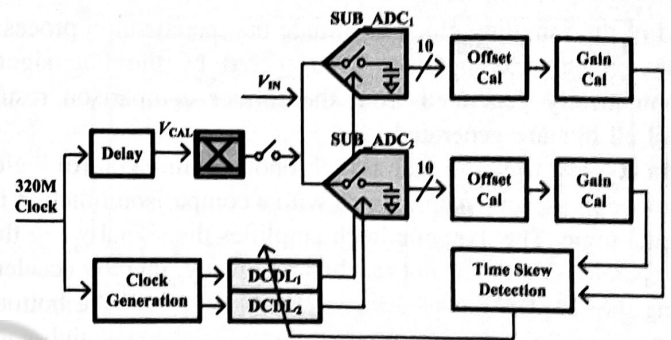 SUB_ADC1
10
Offset
Cal
Gain
Cal
VIN
VCAL
Delay
SUB_ADC2
10
Offset
Cal
Gain
Cal
320M
Clock
Clock
Generation
DCDL1
DCDL2
Time Skew
Detection